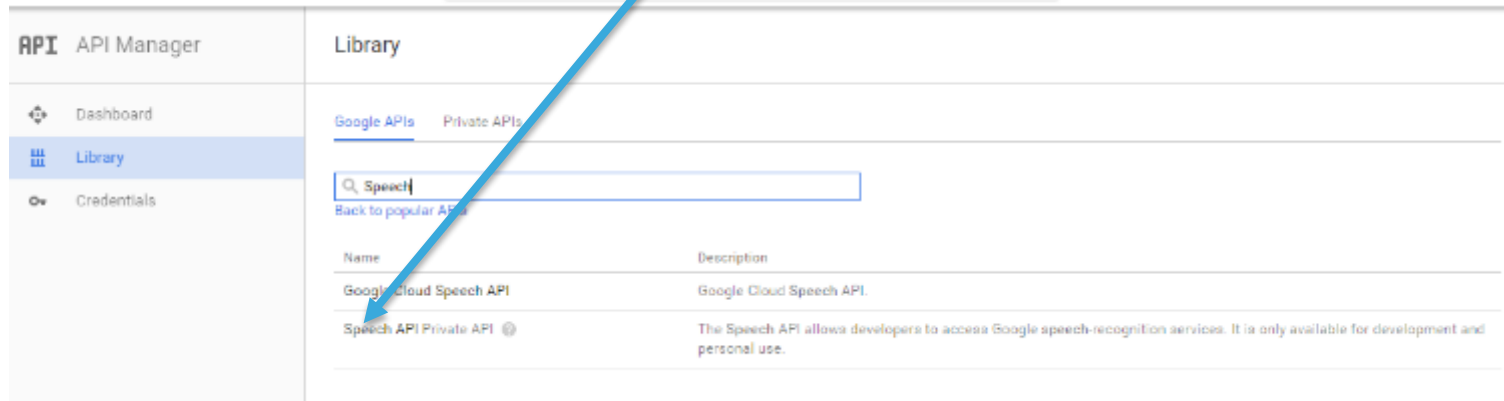 API API Manager
Library
Dashboard
Library
Credentials
Google APIs Private APIs
Speech
Back to popular APIs
Name Description
Google Cloud Speech API Google Cloud Speech API.
Speech API Private API The Speech API allows developers to access Google speech-recognition services. It is only available for development and
personal use.